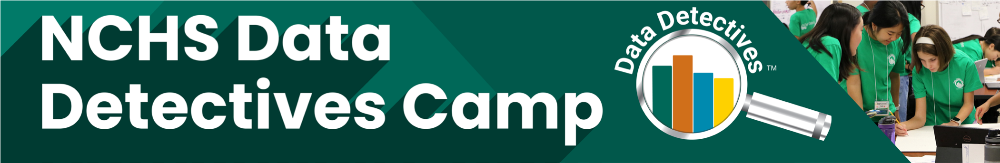 NCHS Data
Detectives Camp
Data Detectives
TM